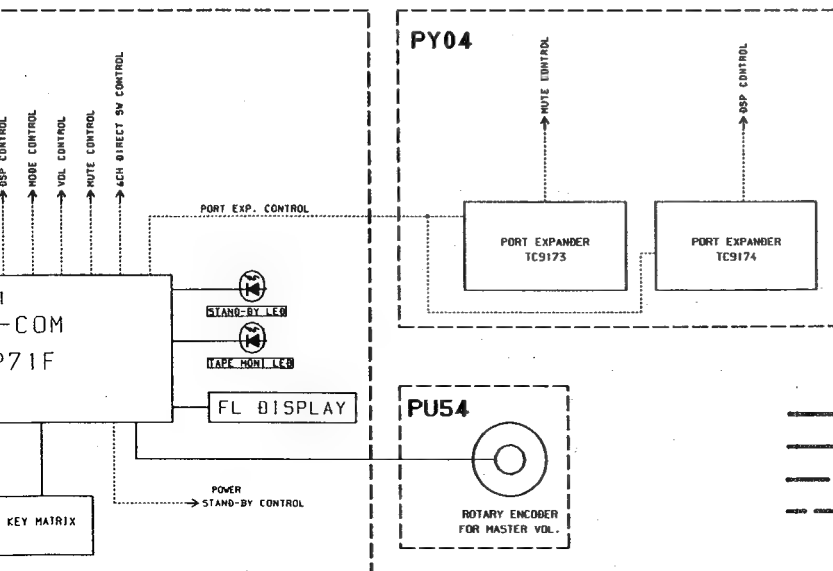 PY04
MUTE CONTROL
DSP CONTROL
DSP CONTROL
MODE CONTROL
VOL CONTROL
MUTE CONTROL
6CH DIRECT SW CONTROL
PORT EXP. CONTROL
PORT EXPANDER
TC9173
PORT EXPANDER
TC9174
-COM
P71F
STAND-BY LED
TAPE MONI LED
FL DISPLAY
PU54
ROTARY ENCODER
FOR MASTER VOL.
POWER
STAND-BY CONTROL
KEY MATRIX